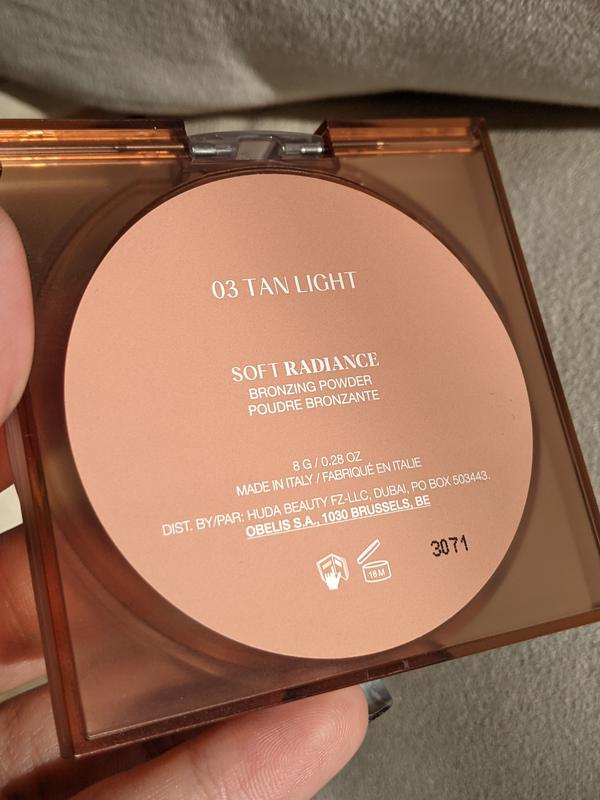 03 TAN LIGHT
SOFT RADIANCE
BRONZING POWDER
POUDRE BRONZANTE
8 G / 0.28 OZ
MADE IN ITALY / FABRIQUÉ EN ITALIE
DIST. BY/PAR: HUDA BEAUTY FZ-LLC, DUBAI, PO BOX 503443.
OBELIS S.A., 1030 BRUSSELS, BE
3071
18 M